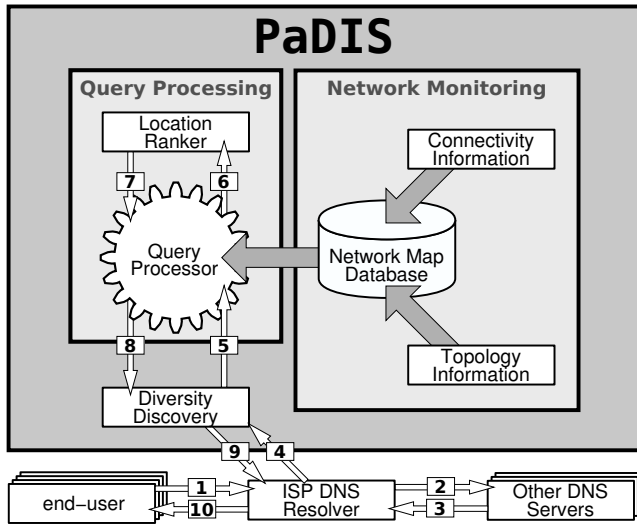 PaDIS
Query Processing
Network Monitoring
Location
Ranker
Connectivity
Information
7
6
Query
Processor
Network Map
Database
8
5
Topology
Information
Diversity
Discovery
9
4
end–user
1
10
ISP DNS
Resolver
2
3
Other DNS
Servers